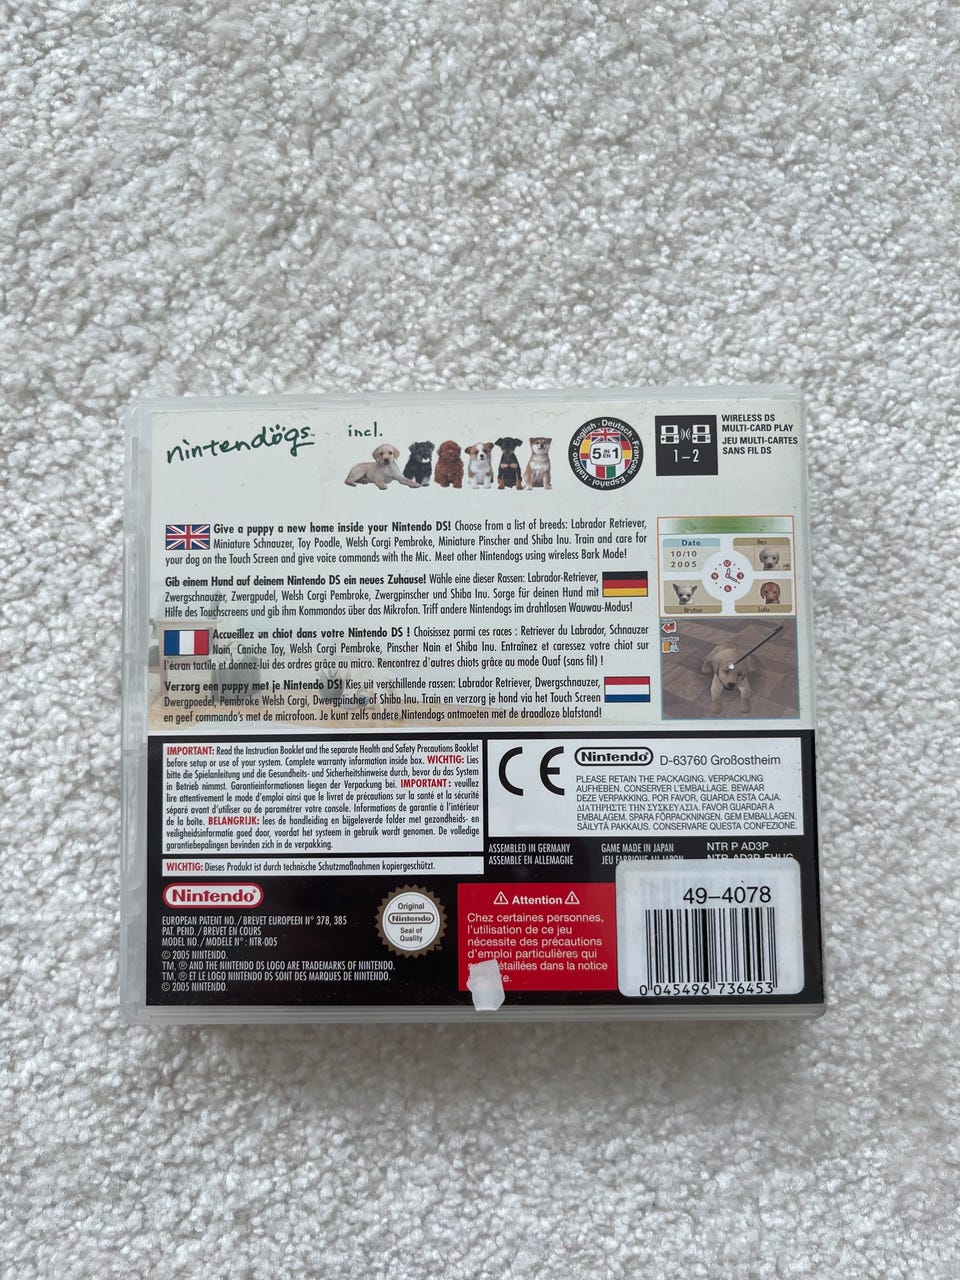 nintendogs
incl.
English · Deutsch · Français · Español · Italiano
5 IN EN 1
1-2
WIRELESS DS
MULTI-CARD PLAY
JEU MULTI-CARTES
SANS FIL DS
Give a puppy a new home inside your Nintendo DS! Choose from a list of breeds: Labrador Retriever,
Miniature Schnauzer, Toy Poodle, Welsh Corgi Pembroke, Miniature Pinscher and Shiba Inu. Train and care for
your dog on the Touch Screen and give voice commands with the Mic. Meet other Nintendogs using wireless Bark Mode!
Gib einem Hund auf deinem Nintendo DS ein neues Zuhause! Wähle eine dieser Rassen: Labrador-Retriever,
Zwergschnauzer, Zwergpudel, Welsh Corgi Pembroke, Zwergpinscher und Shiba Inu. Sorge für deinen Hund mit
Hilfe des Touchscreens und gib ihm Kommandos über das Mikrofon. Triff andere Nintendogs im drahtlosen Wauwau-Modus!
Accueillez un chiot dans votre Nintendo DS ! Choisissez parmi ces races : Retriever du Labrador, Schnauzer
Nain, Caniche Toy, Welsh Corgi Pembroke, Pinscher Nain et Shiba Inu. Entraînez et caressez votre chiot sur
l'écran tactile et donnez-lui des ordres grâce au micro. Rencontrez d'autres chiots grâce au mode Ouaf (sans fil) !
Verzorg een puppy met je Nintendo DS! Kies uit verschillende rassen: Labrador Retriever, Dwergschnauzer,
Dwergpoedel, Pembroke Welsh Corgi, Dwergpincher of Shiba Inu. Train en verzorg je hond via het Touch Screen
en geef commando's met de microfoon. Je kunt zelfs andere Nintendogs ontmoeten met de draadloze blafstand!
Date
10/10
2005
Rex
Brutus
Lulu
IMPORTANT: Read the Instruction Booklet and the separate Health and Safety Precautions Booklet
before setup or use of your system. Complete warranty information inside box. WICHTIG: Lies
bitte die Spielanleitung und die Gesundheits- und Sicherheitshinweise durch, bevor du das System
in Betrieb nimmst. Garantieinformationen liegen der Verpackung bei. IMPORTANT : veuillez
lire attentivement le mode d'emploi ainsi que le livret de précautions sur la santé et la sécurité
séparé avant d'utiliser ou de paramétrer votre console. Informations de garantie à l'intérieur
de la boîte. BELANGRIJK: lees de handleiding en bijgeleverde folder met gezondheids- en
veiligheidsinformatie goed door, voordat het systeem in gebruik wordt genomen. De volledige
garantiebepalingen bevinden zich in de verpakking.
WICHTIG: Dieses Produkt ist durch technische Schutzmaßnahmen kopiergeschützt.
CE
Nintendo D-63760 Großostheim
PLEASE RETAIN THE PACKAGING. VERPACKUNG
AUFHEBEN. CONSERVER L'EMBALLAGE. BEWAAR
DEZE VERPAKKING. POR FAVOR, GUARDA ESTA CAJA.
ΔΙΑΤΗΡΗΣΤΕ ΤΗΝ ΣΥΣΚΕΥΑΣΙΑ. FAVOR GUARDAR A
EMBALAGEM. SPARA FÖRPACKNINGEN. GEM EMBALLAGEN.
SÄILYTÄ PAKKAUS. CONSERVARE QUESTA CONFEZIONE.
ASSEMBLED IN GERMANY
ASSEMBLE EN ALLEMAGNE
GAME MADE IN JAPAN
JEU FABRIQUE AU JAPON
NTR P AD3P
NTR-AD3P-EHUG
Nintendo
EUROPEAN PATENT NO./BREVET EUROPEEN N° 378, 385
PAT. PEND./BREVET EN COURS
MODEL NO./MODELE N° : NTR-005
© 2005 NINTENDO.
TM, ® AND THE NINTENDO DS LOGO ARE TRADEMARKS OF NINTENDO.
TM, ® ET LE LOGO NINTENDO DS SONT DES MARQUES DE NINTENDO.
© 2005 NINTENDO.
Original
Nintendo
Seal of
Quality
TM
Attention
Chez certaines personnes,
l'utilisation de ce jeu
nécessite des précautions
d'emploi particulières qui
détaillées dans la notice
49-4078
0 045496 736453